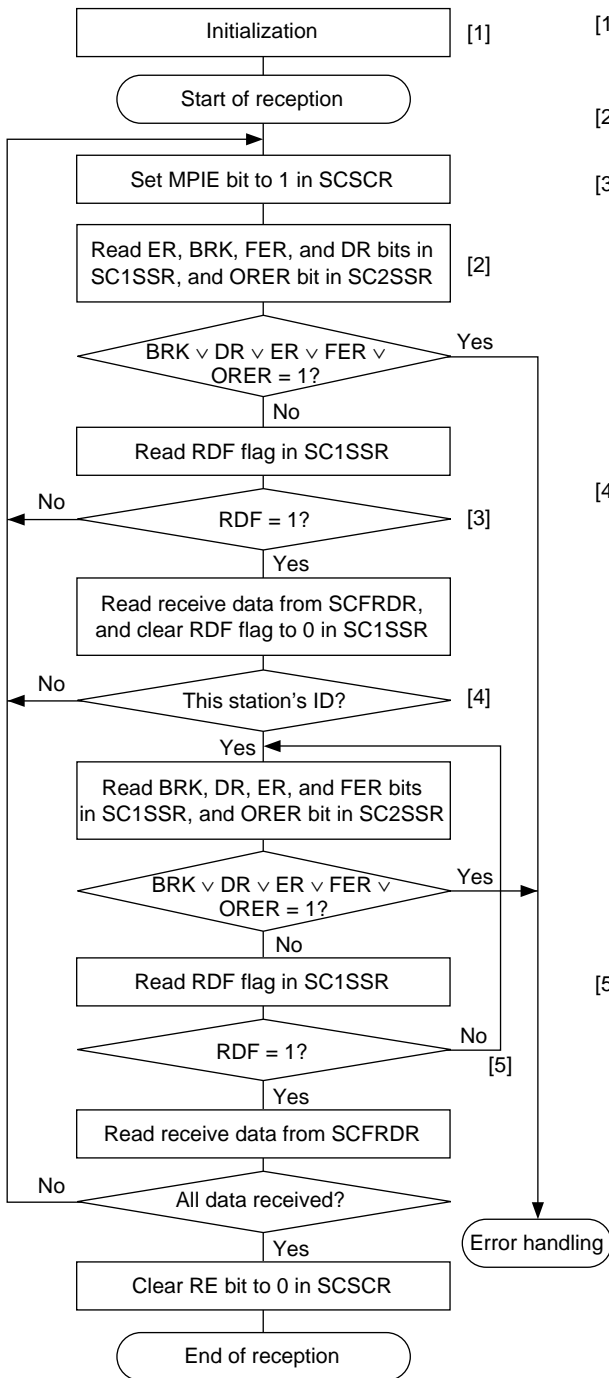 Initialization
[1]
[1
Start of reception
[2
Set MPIE bit to 1 in SCSCR
[3
Read ER, BRK, FER, and DR bits in
SC1SSR, and ORER bit in SC2SSR
[2]
BRK ∨ DR ∨ ER ∨ FER ∨
ORER = 1?
Yes
No
Read RDF flag in SC1SSR
No
RDF = 1?
[3]
[4
Yes
Read receive data from SCFRDR,
and clear RDF flag to 0 in SC1SSR
No
This station's ID?
[4]
Yes
Read BRK, DR, ER, and FER bits
in SC1SSR, and ORER bit in SC2SSR
BRK ∨ DR ∨ ER ∨ FER ∨
ORER = 1?
Yes
No
Read RDF flag in SC1SSR
[5
RDF = 1?
No
[5]
Yes
Read receive data from SCFRDR
No
All data received?
Yes
Error handling
Clear RE bit to 0 in SCSCR
End of reception